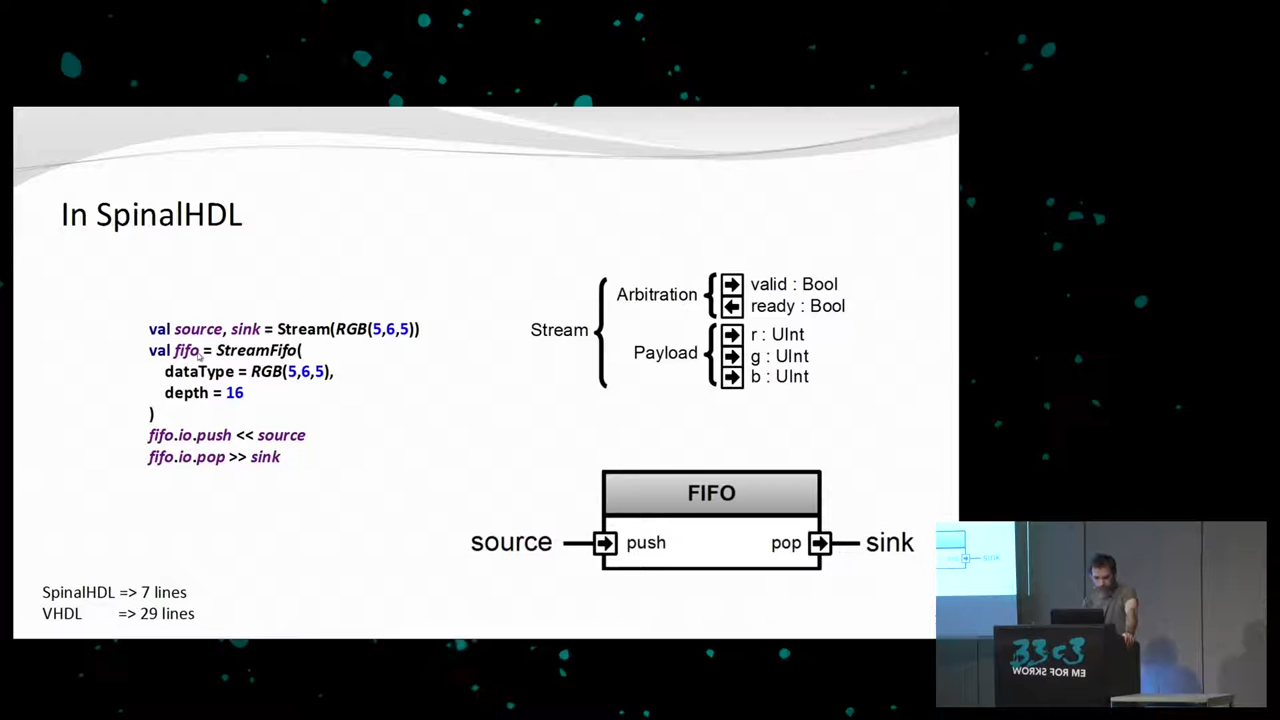 In SpinalHDL
val source, sink = Stream(RGB(5,6,5))
val fifo = StreamFifo(
dataType = RGB(5,6,5),
depth = 16
)
fifo.io.push << source
fifo.io.pop >> sink
Stream
Arbitration
valid : Bool
ready : Bool
Payload
r : UInt
g : UInt
b : UInt
FIFO
source
push
pop
sink
SpinalHDL => 7 lines
VHDL => 29 lines
sink
33c3
WORKS FOR ME